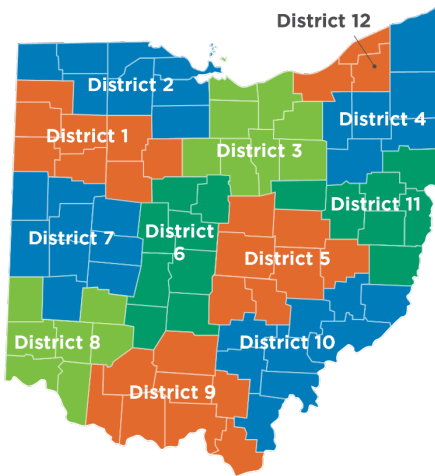 District 12
District 2
District 1
District 4
District 3
District 11
District 7
District
6
District 5
District 8
District 10
District 9